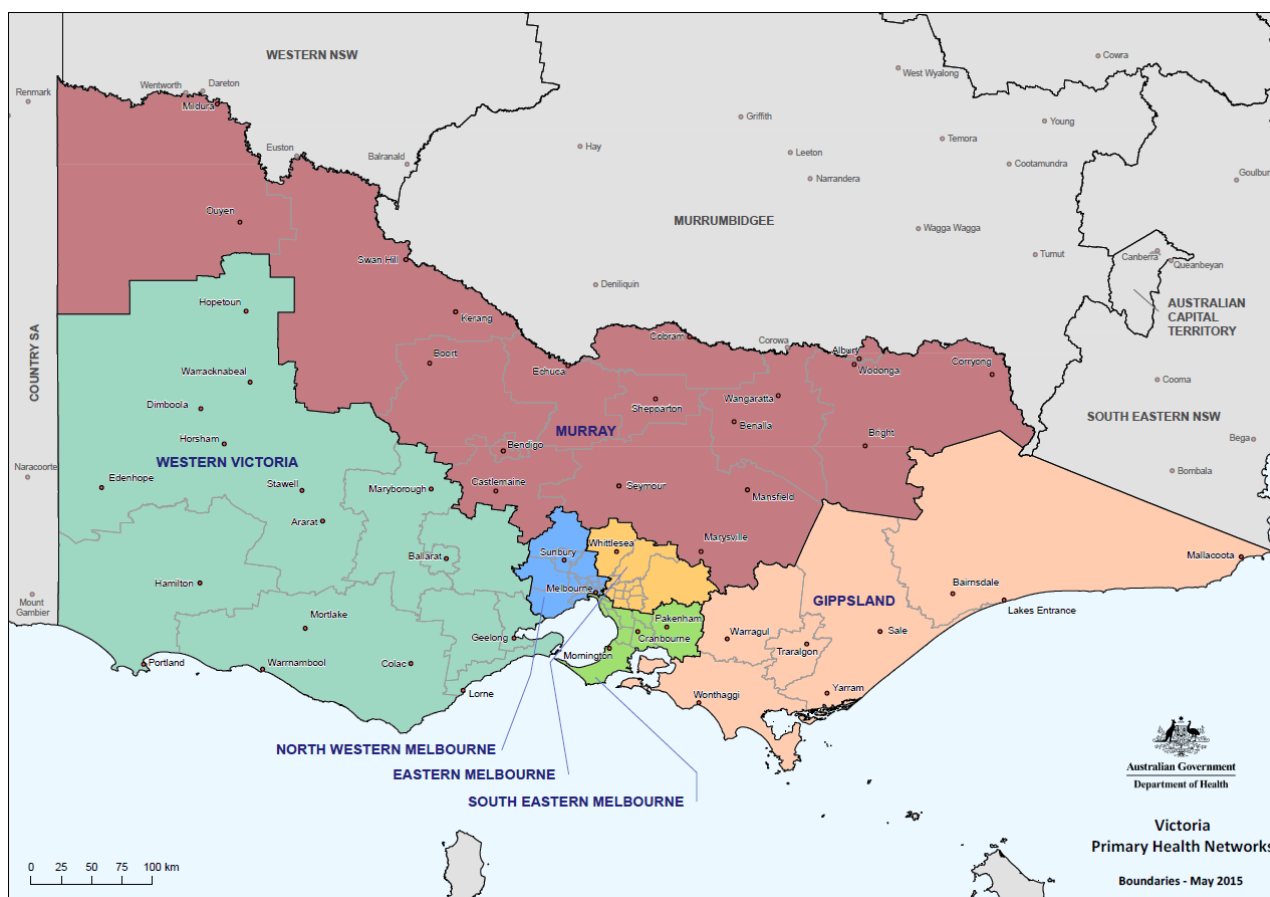 WESTERN NSW
Cowra
West Wyalong
Renmark
Wentworth
Dareton
Mildura
Griffith
Young
Temora
Euston
Balranald
Hay
Leeton
Cootamundra
Narrandera
Goulbur
Ouyen
MURRUMBIDGEE
Wagga Wagga
Swan Hill
Tumut
Canberra
Queanbeyan
Deniliquin
Hopetoun
Kerang
AUSTRALIAN
CAPITAL
TERRITORY
COUNTRY SA
Cobram
Corowa
Albury
Wodonga
Corryong
Boort
Echuca
Warracknabeal
Cooma
Wangaratta
Shepparton
Dimboola
SOUTH EASTERN NSW
Benalla
MURRAY
Bright
Bega
Horsham
Bendigo
WESTERN VICTORIA
Naracoorte
Bombala
Edenhope
Stawell
Maryborough
Castlemaine
Seymour
Mansfield
Ararat
Ballarat
Sunbury
Whittlesea
Marysville
Mallacoota
Hamilton
Melbourne
Bairnsdale
Mount
Gambier
GIPPSLAND
Lakes Entrance
Mortlake
Pakenham
Geelong
Cranbourne
Warragul
Sale
Traralgon
Mornington
Portland
Warrnambool
Colac
Lorne
Wonthaggi
Yarram
NORTH WESTERN MELBOURNE
EASTERN MELBOURNE
SOUTH EASTERN MELBOURNE
Australian Government
Department of Health
Victoria
Primary Health Networks
Boundaries - May 2015
0 25 50 75 100 km